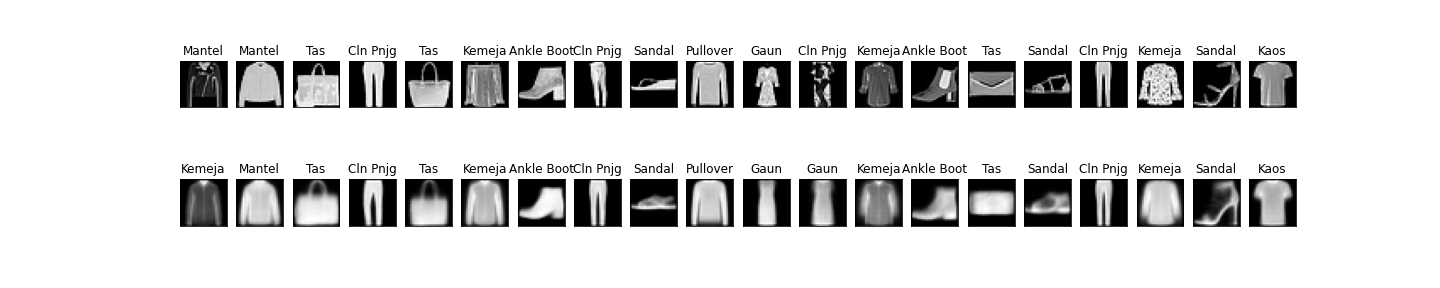 Mantel Mantel Tas Cln Pnjg Tas Kemeja Ankle Boot Cln Pnjg Sandal Pullover Gaun Cln Pnjg Kemeja Ankle Boot Tas Sandal Cln Pnjg Kemeja Sandal Kaos
Kemeja Mantel Tas Cln Pnjg Tas Kemeja Ankle Boot Cln Pnjg Sandal Pullover Gaun Gaun Kemeja Ankle Boot Tas Sandal Cln Pnjg Kemeja Sandal Kaos